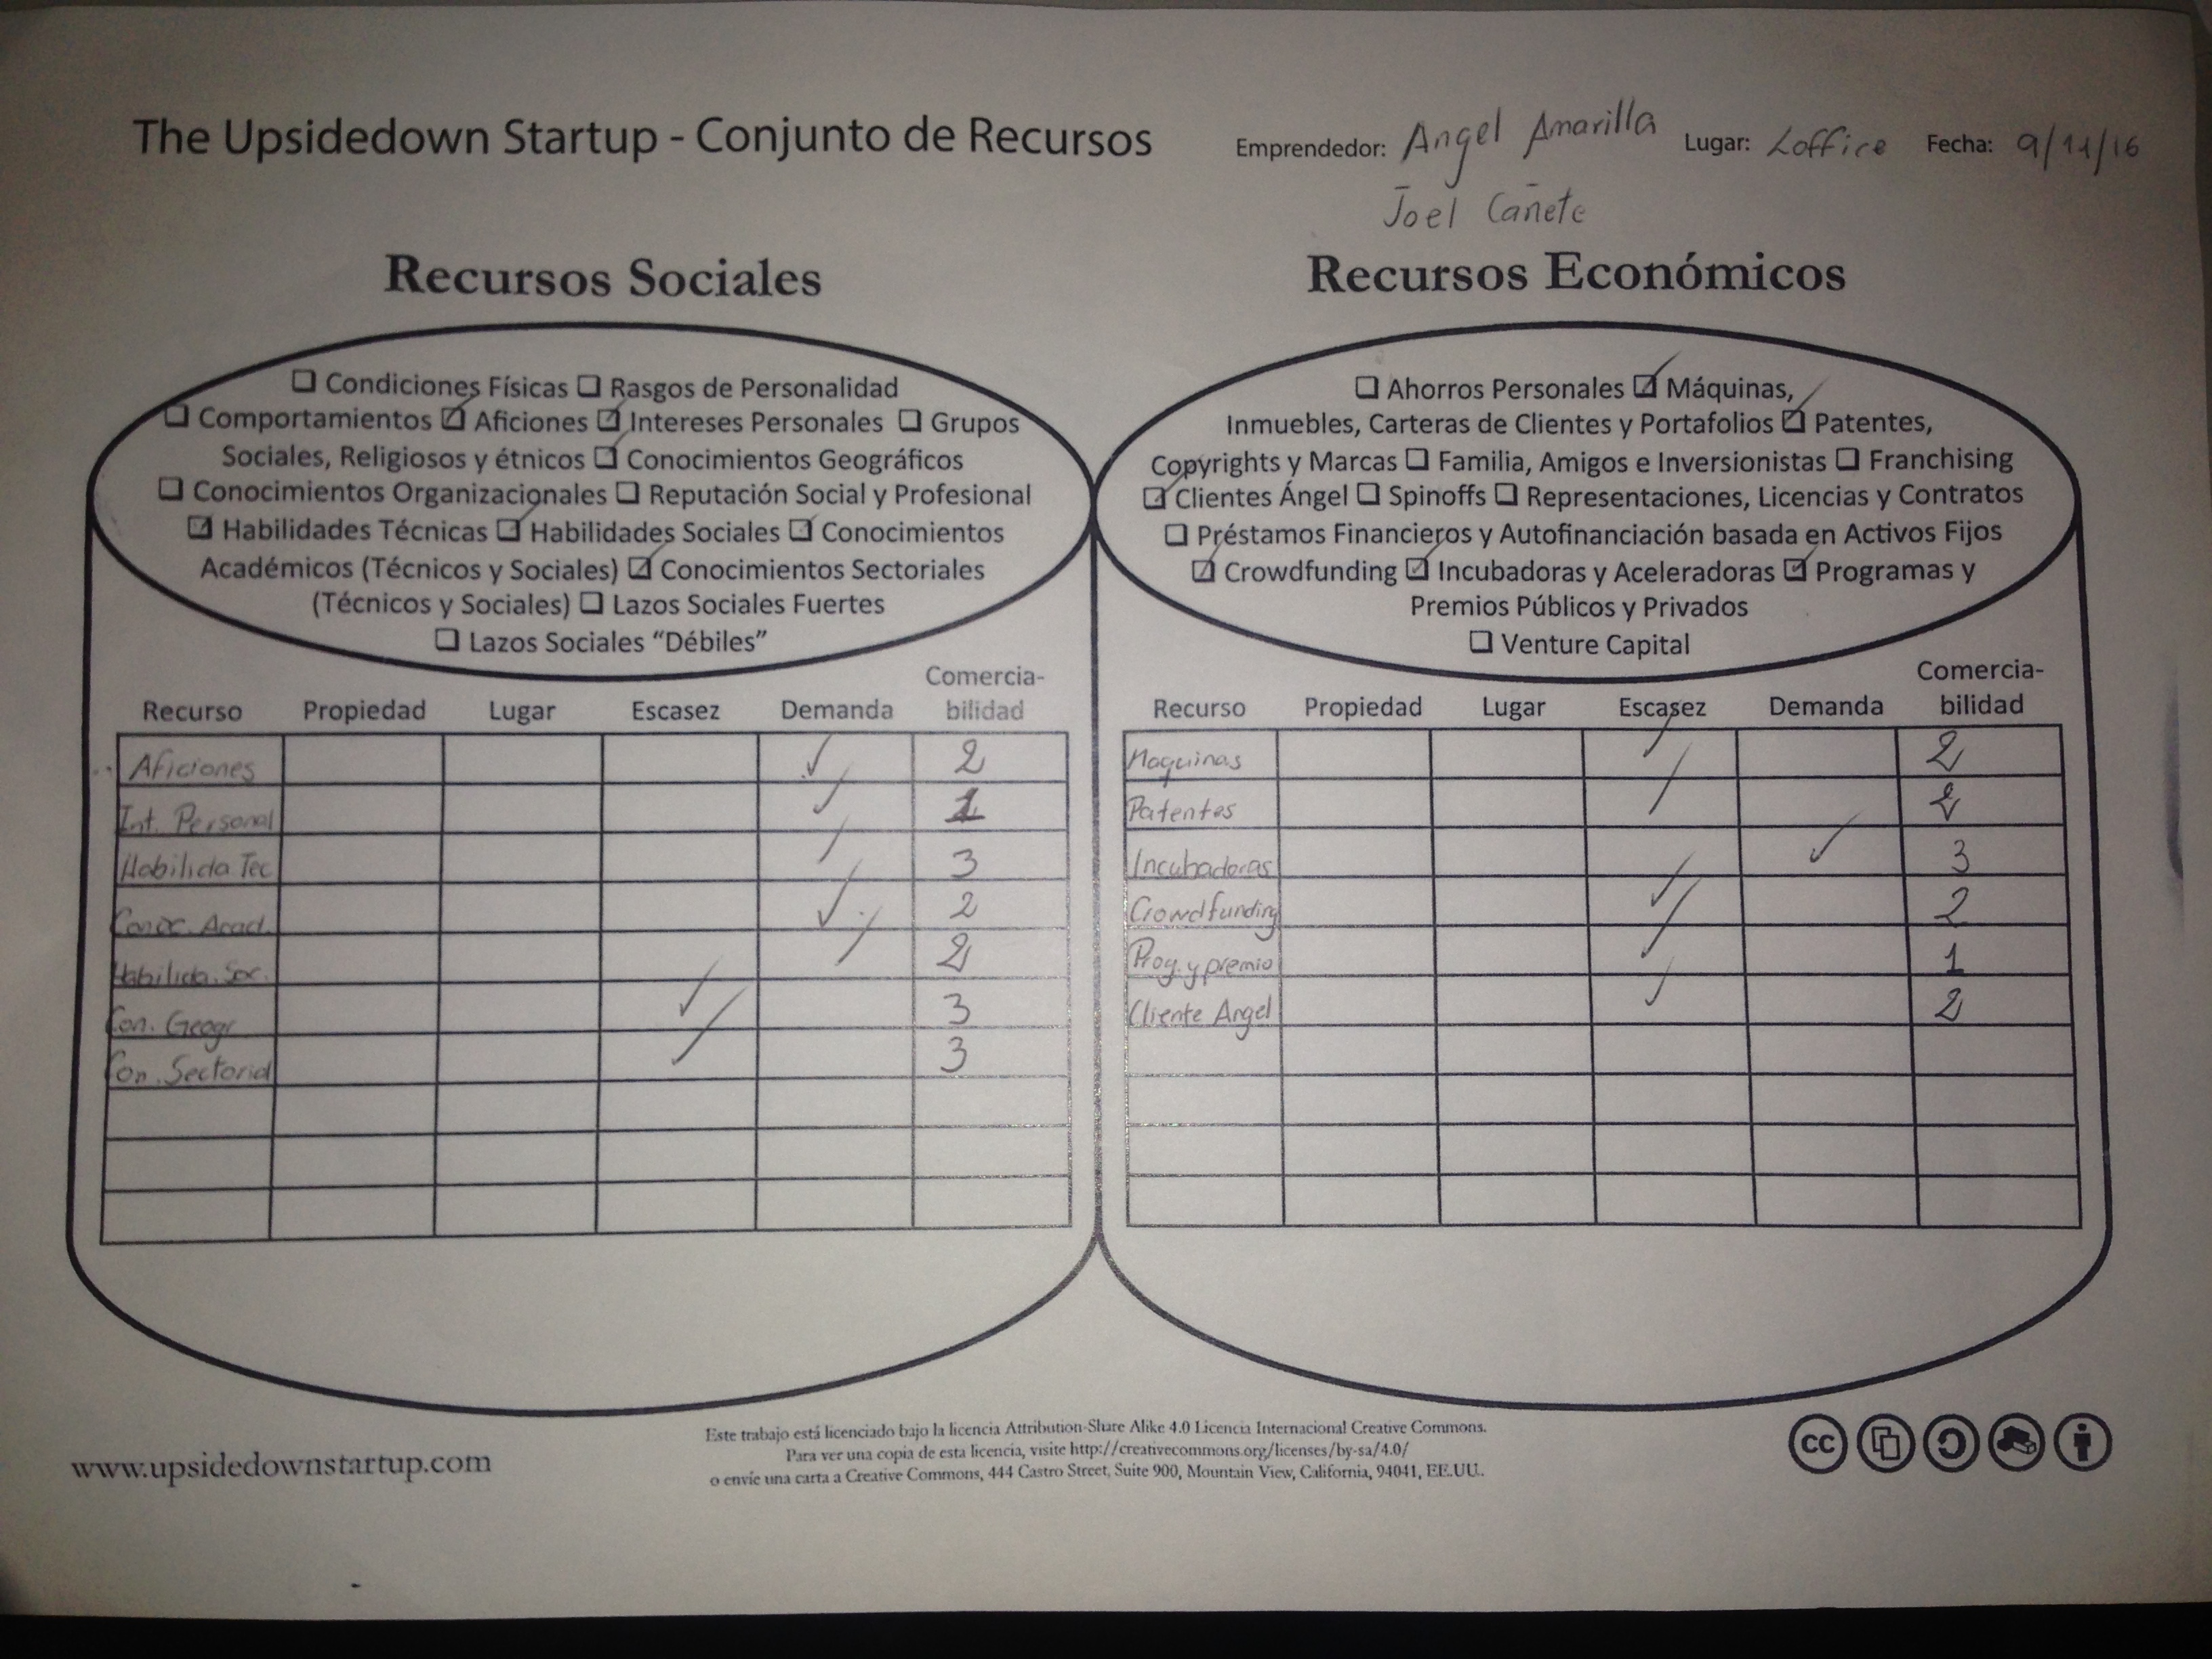 The Upsidedown Startup - Conjunto de Recursos Emprendedor: Angel Amarilla Lugar: Loffice Fecha: 9/11/16
Joel Cañete
Recursos Sociales
☐ Condiciones Físicas ☐ Rasgos de Personalidad
☐ Comportamientos ☑ Aficiones ☑ Intereses Personales ☐ Grupos
Sociales, Religiosos y étnicos ☑ Conocimientos Geográficos
☐ Conocimientos Organizacionales ☐ Reputación Social y Profesional
☑ Habilidades Técnicas ☑ Habilidades Sociales ☑ Conocimientos
Académicos (Técnicos y Sociales) ☑ Conocimientos Sectoriales
(Técnicos y Sociales) ☐ Lazos Sociales Fuertes
☐ Lazos Sociales “Débiles”
Recurso Propiedad Lugar Escasez Demanda Comercia-
bilidad
Aficiones ✓ 2
Int. Personal ✓ 1
Habilida Tec ✓ 3
Conoc. Acad. ✓ 2
Habilida. Soc. ✓ 2
Con. Geogr ✓ 3
Con. Sectorial ✓ 3
Recursos Económicos
☐ Ahorros Personales ☑ Máquinas,
Inmuebles, Carteras de Clientes y Portafolios ☑ Patentes,
Copyrights y Marcas ☐ Familia, Amigos e Inversionistas ☐ Franchising
☑ Clientes Ángel ☐ Spinoffs ☐ Representaciones, Licencias y Contratos
☐ Préstamos Financieros y Autofinanciación basada en Activos Fijos
☑ Crowdfunding ☑ Incubadoras y Aceleradoras ☑ Programas y
Premios Públicos y Privados
☐ Venture Capital
Recurso Propiedad Lugar Escasez Demanda Comercia-
bilidad
Maquinas ✓ 2
Patentes ✓ 2
Incubadoras ✓ 3
Crowdfunding ✓ 2
Prog. y premio ✓ 1
Cliente Angel ✓ 2
www.upsidedownstartup.com
Este trabajo está licenciado bajo la licencia Attribution-Share Alike 4.0 Licencia Internacional Creative Commons.
Para ver una copia de esta licencia, visite http://creativecommons.org/licenses/by-sa/4.0/
o envíe una carta a Creative Commons, 444 Castro Street, Suite 900, Mountain View, California, 94041, EE.UU.
cc